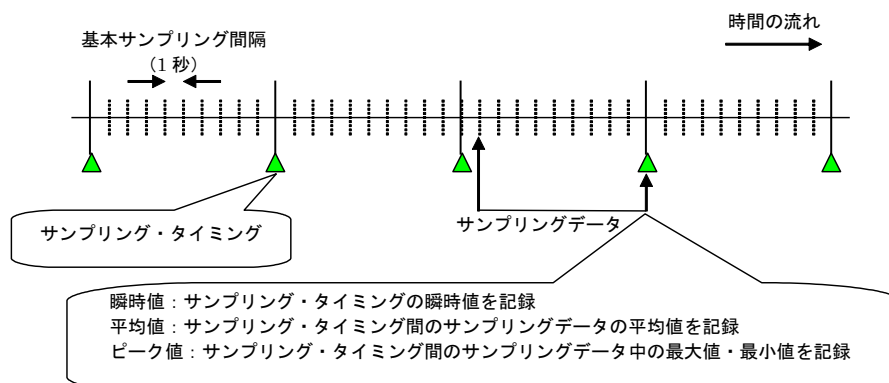 時間の流れ
基本サンプリング間隔
（1 秒）
サンプリング・タイミング
サンプリングデータ
瞬時値：サンプリング・タイミングの瞬時値を記録
平均値：サンプリング・タイミング間のサンプリングデータの平均値を記録
ピーク値：サンプリング・タイミング間のサンプリングデータ中の最大値・最小値を記録